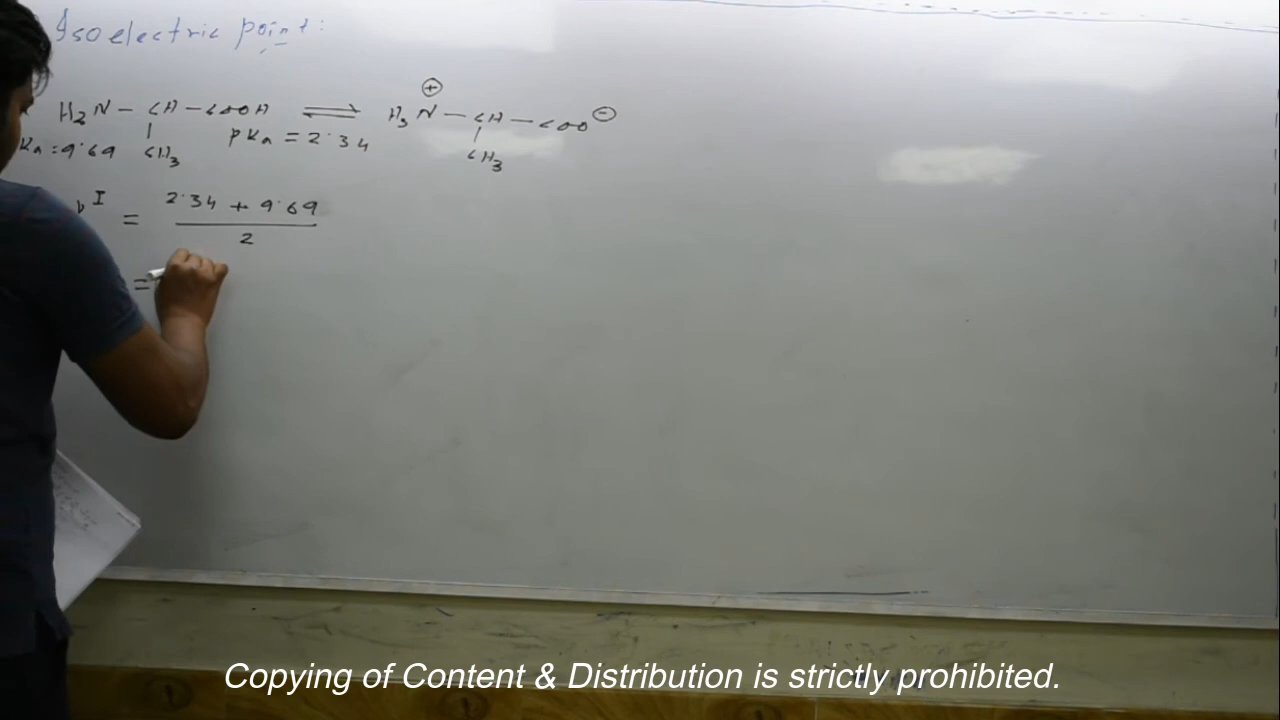 Isoelectric point:
⊕
H₂N – CH – COOH ⇌ H₃N – CH – COO⊖
Ka = 9.69 CH₃ pKa = 2.34 CH₃
pI = 2.34 + 9.69
2
=
Copying of Content & Distribution is strictly prohibited.